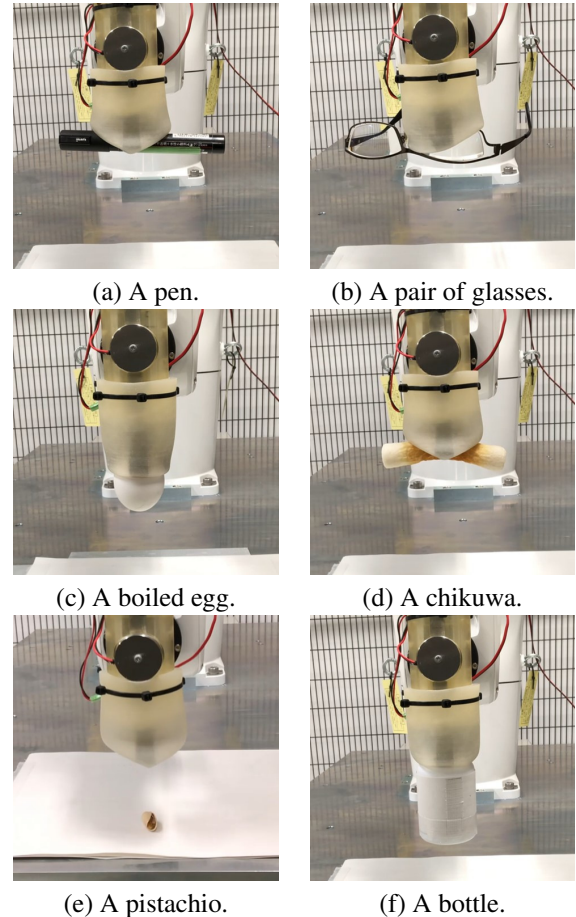 (a) A pen.
(b) A pair of glasses.
(c) A boiled egg.
(d) A chikuwa.
(e) A pistachio.
(f) A bottle.